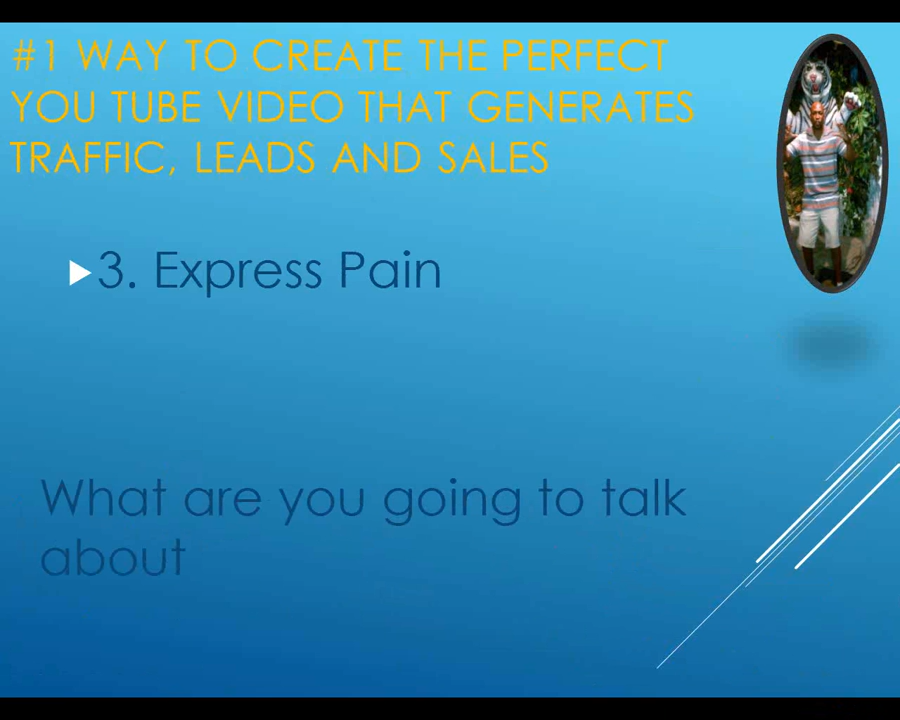 #1 WAY TO CREATE THE PERFECT
YOU TUBE VIDEO THAT GENERATES
TRAFFIC, LEADS AND SALES
3. Express Pain
What are you going to talk
about